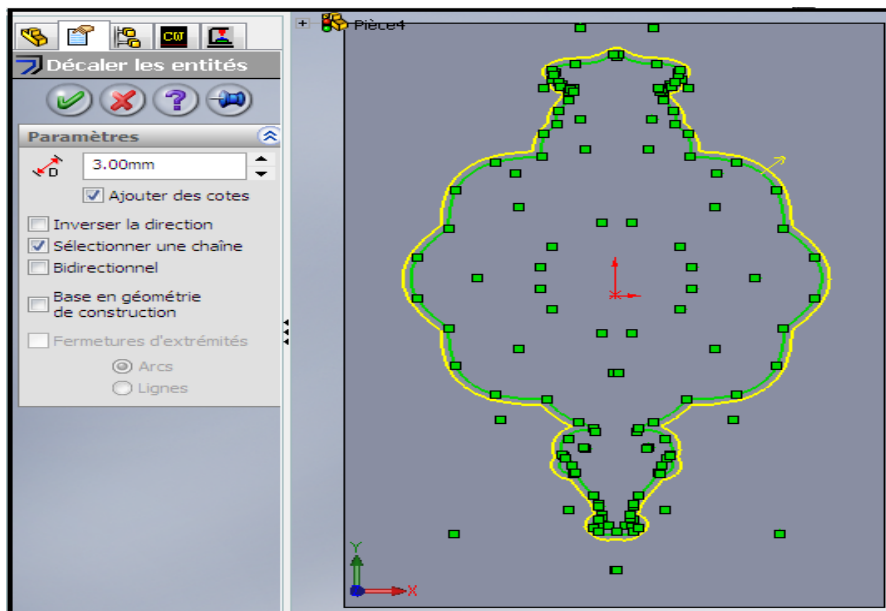 Pièce4
CW
Décaler les entités
?
Paramètres
D
3.00mm
Ajouter des cotes
Inverser la direction
Sélectionner une chaîne
Bidirectionnel
Base en géométrie
de construction
Fermetures d'extrémités
Arcs
Lignes
Y
X